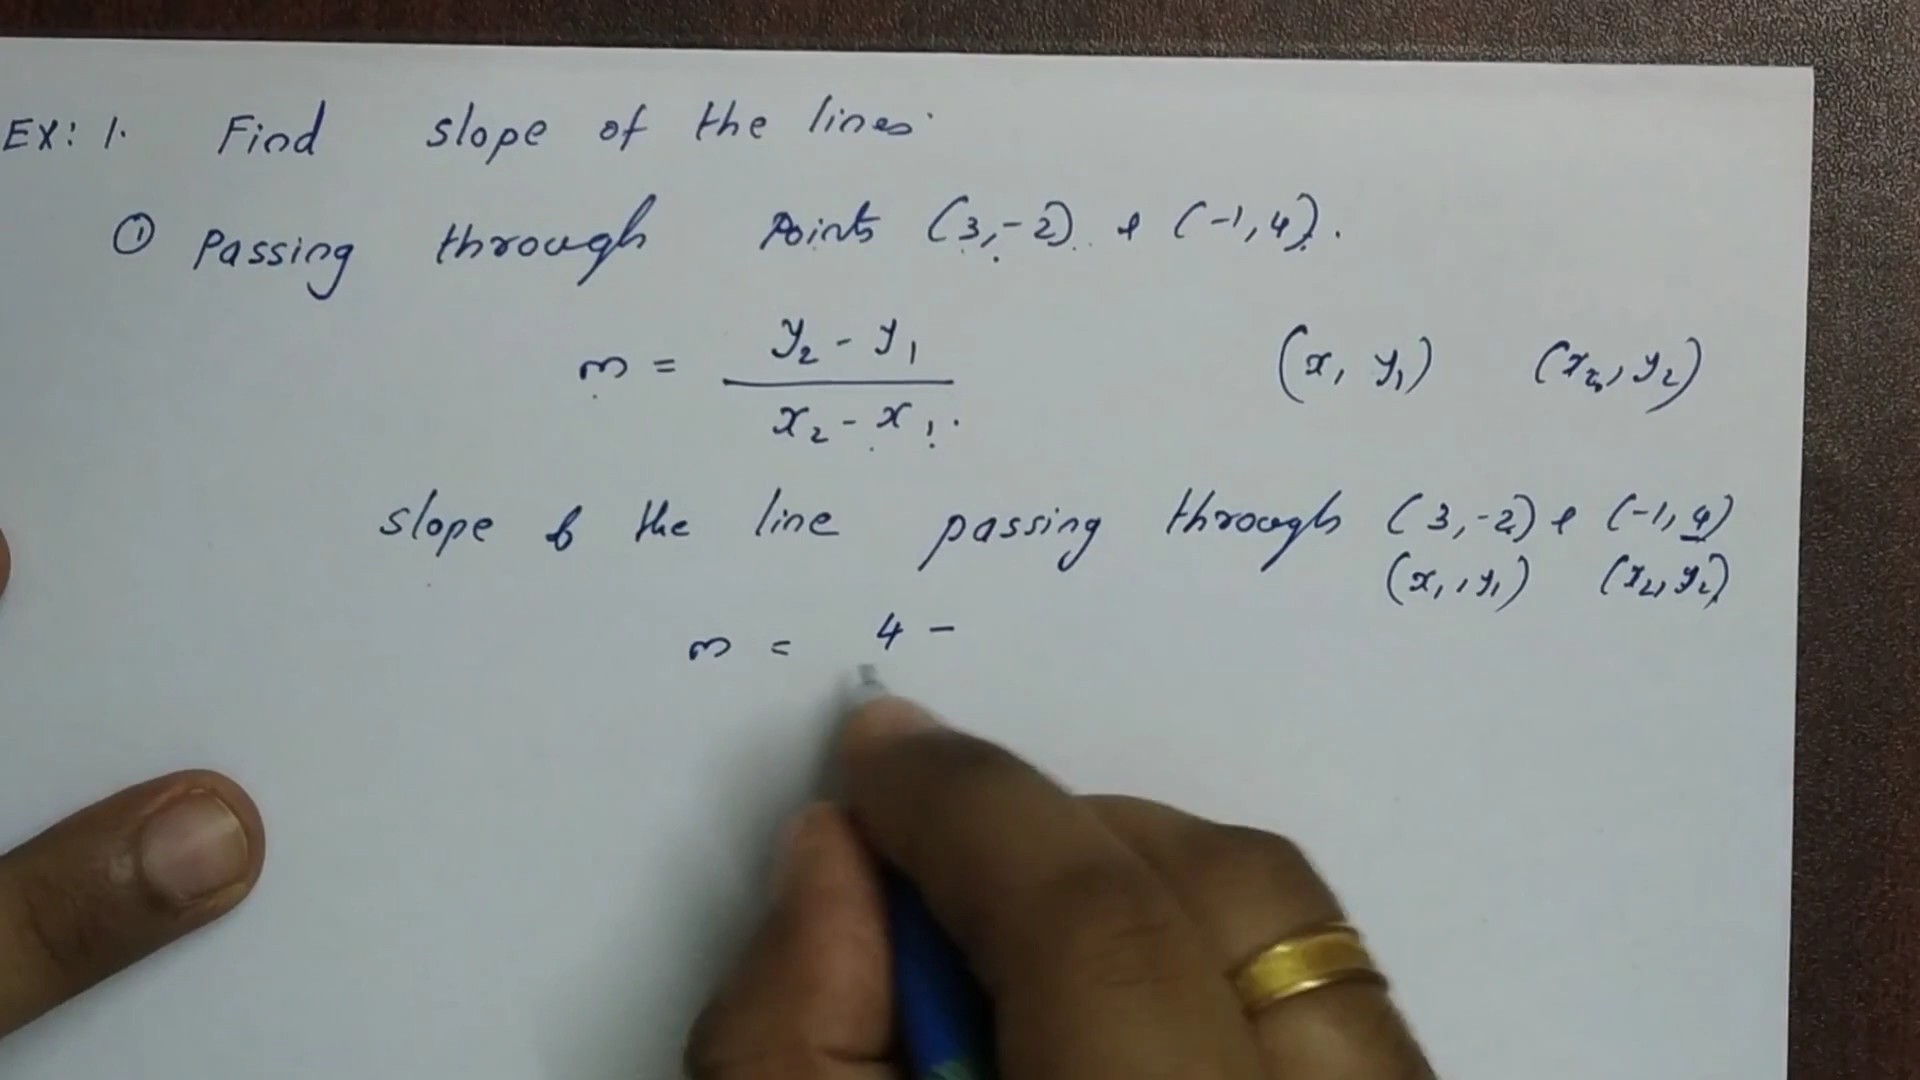 EX: 1. Find slope of the lines.
① Passing through Points (3,-2) & (-1,4).
m = y₂ - y₁ / x₂ - x₁. (x, y₁) (x₂, y₂)
slope of the line passing through (3,-2) & (-1,4)
(x₁, y₁) (x₂, y₂)
m = 4 -